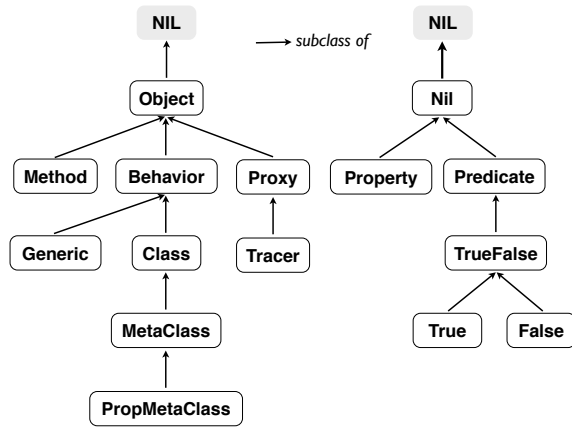 NIL
subclass of
NIL
Object
Nil
Method
Behavior
Proxy
Property
Predicate
Generic
Class
Tracer
TrueFalse
MetaClass
True
False
PropMetaClass